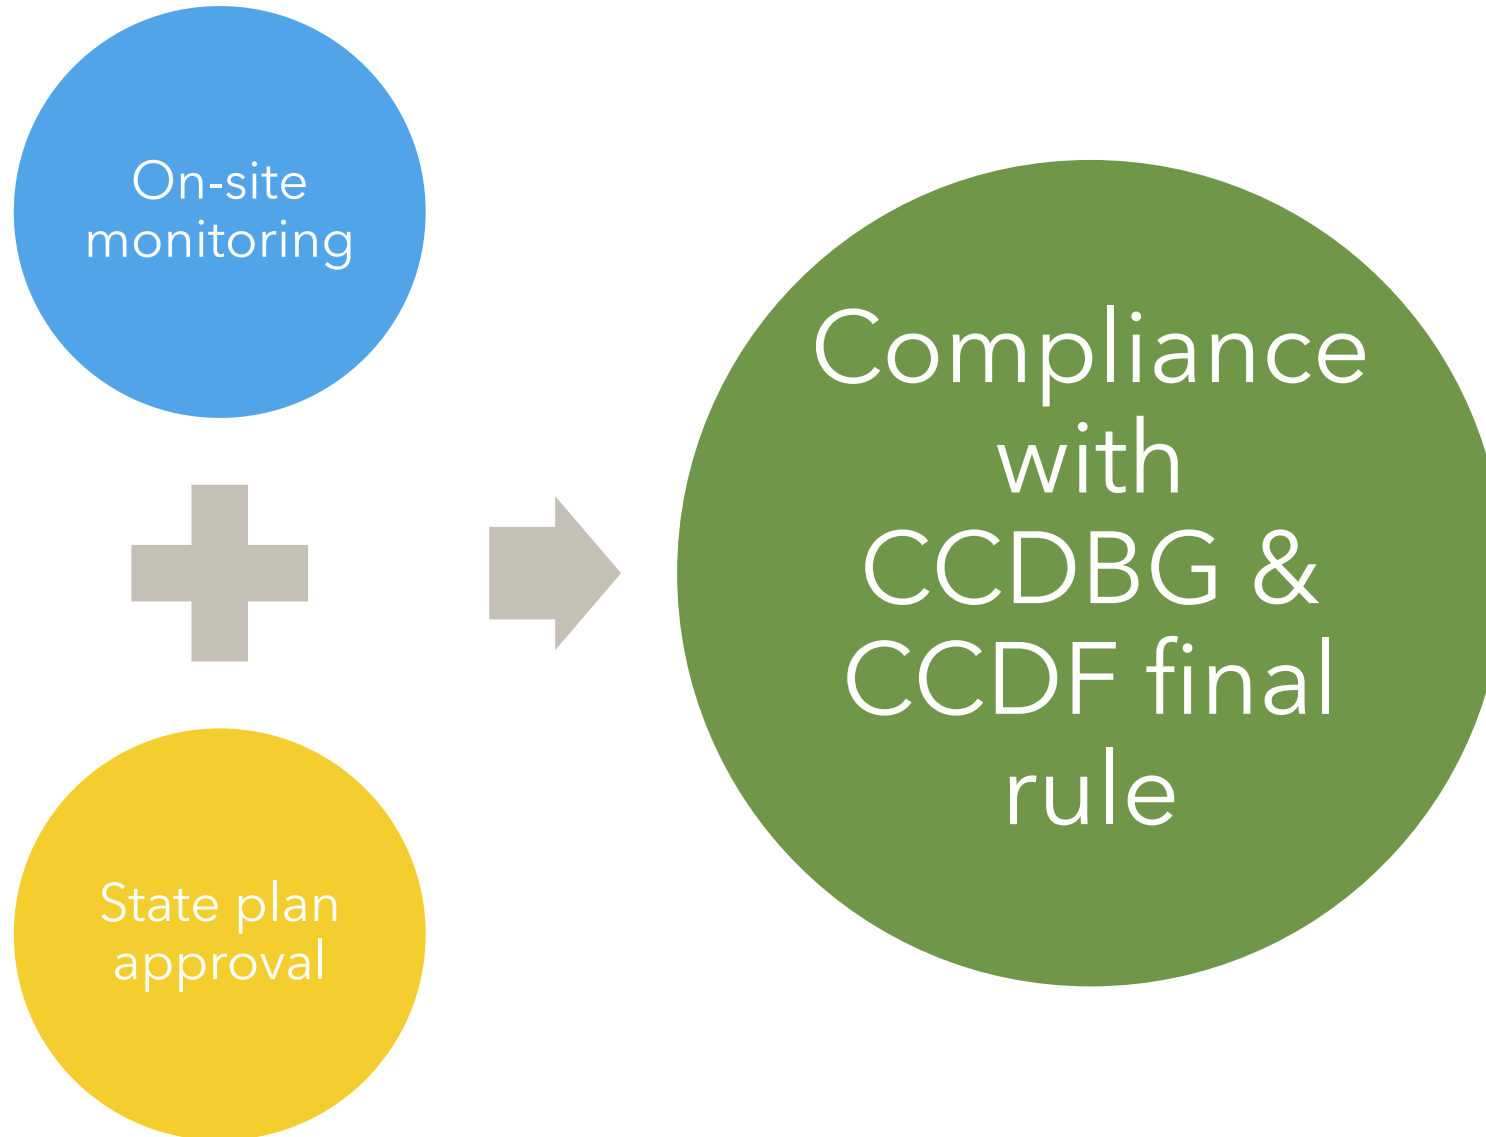 On-site
monitoring
State plan
approval
Compliance
with
CCDBG &
CCDF final
rule